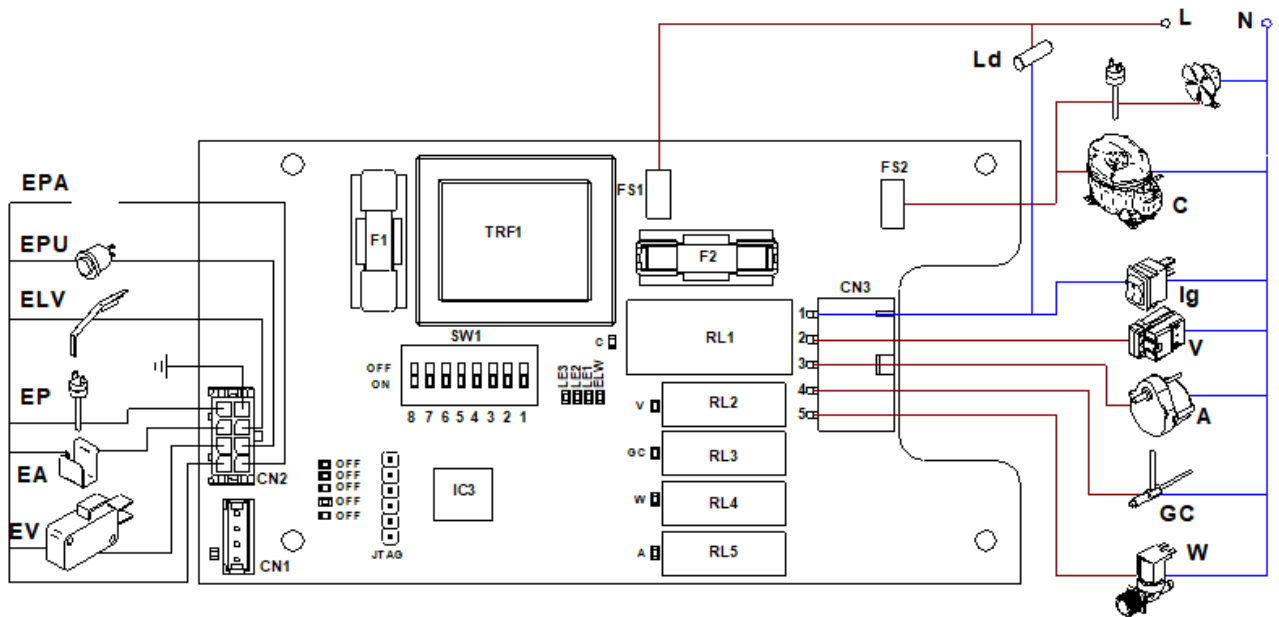 L
N
Ld
EPA
EPU
ELV
EP
EA
EV
FS1
FS2
F1
TRF1
F2
C
CN3
Ig
V
A
GC
W
SW1
OFF
ON
8 7 6 5 4 3 2 1
C
LE3
LE2
LE1
ELW
RL1
1
2
3
4
5
V
RL2
GC
RL3
W
RL4
A
RL5
CN2
CN1
OFF
OFF
OFF
OFF
OFF
JTAG
IC3